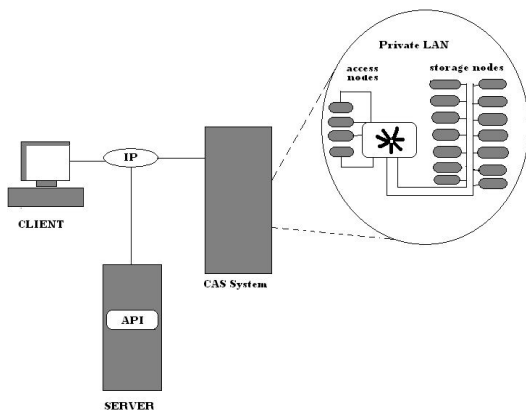 Private LAN
access
nodes
storage nodes
IP
CLIENT
CAS System
API
SERVER